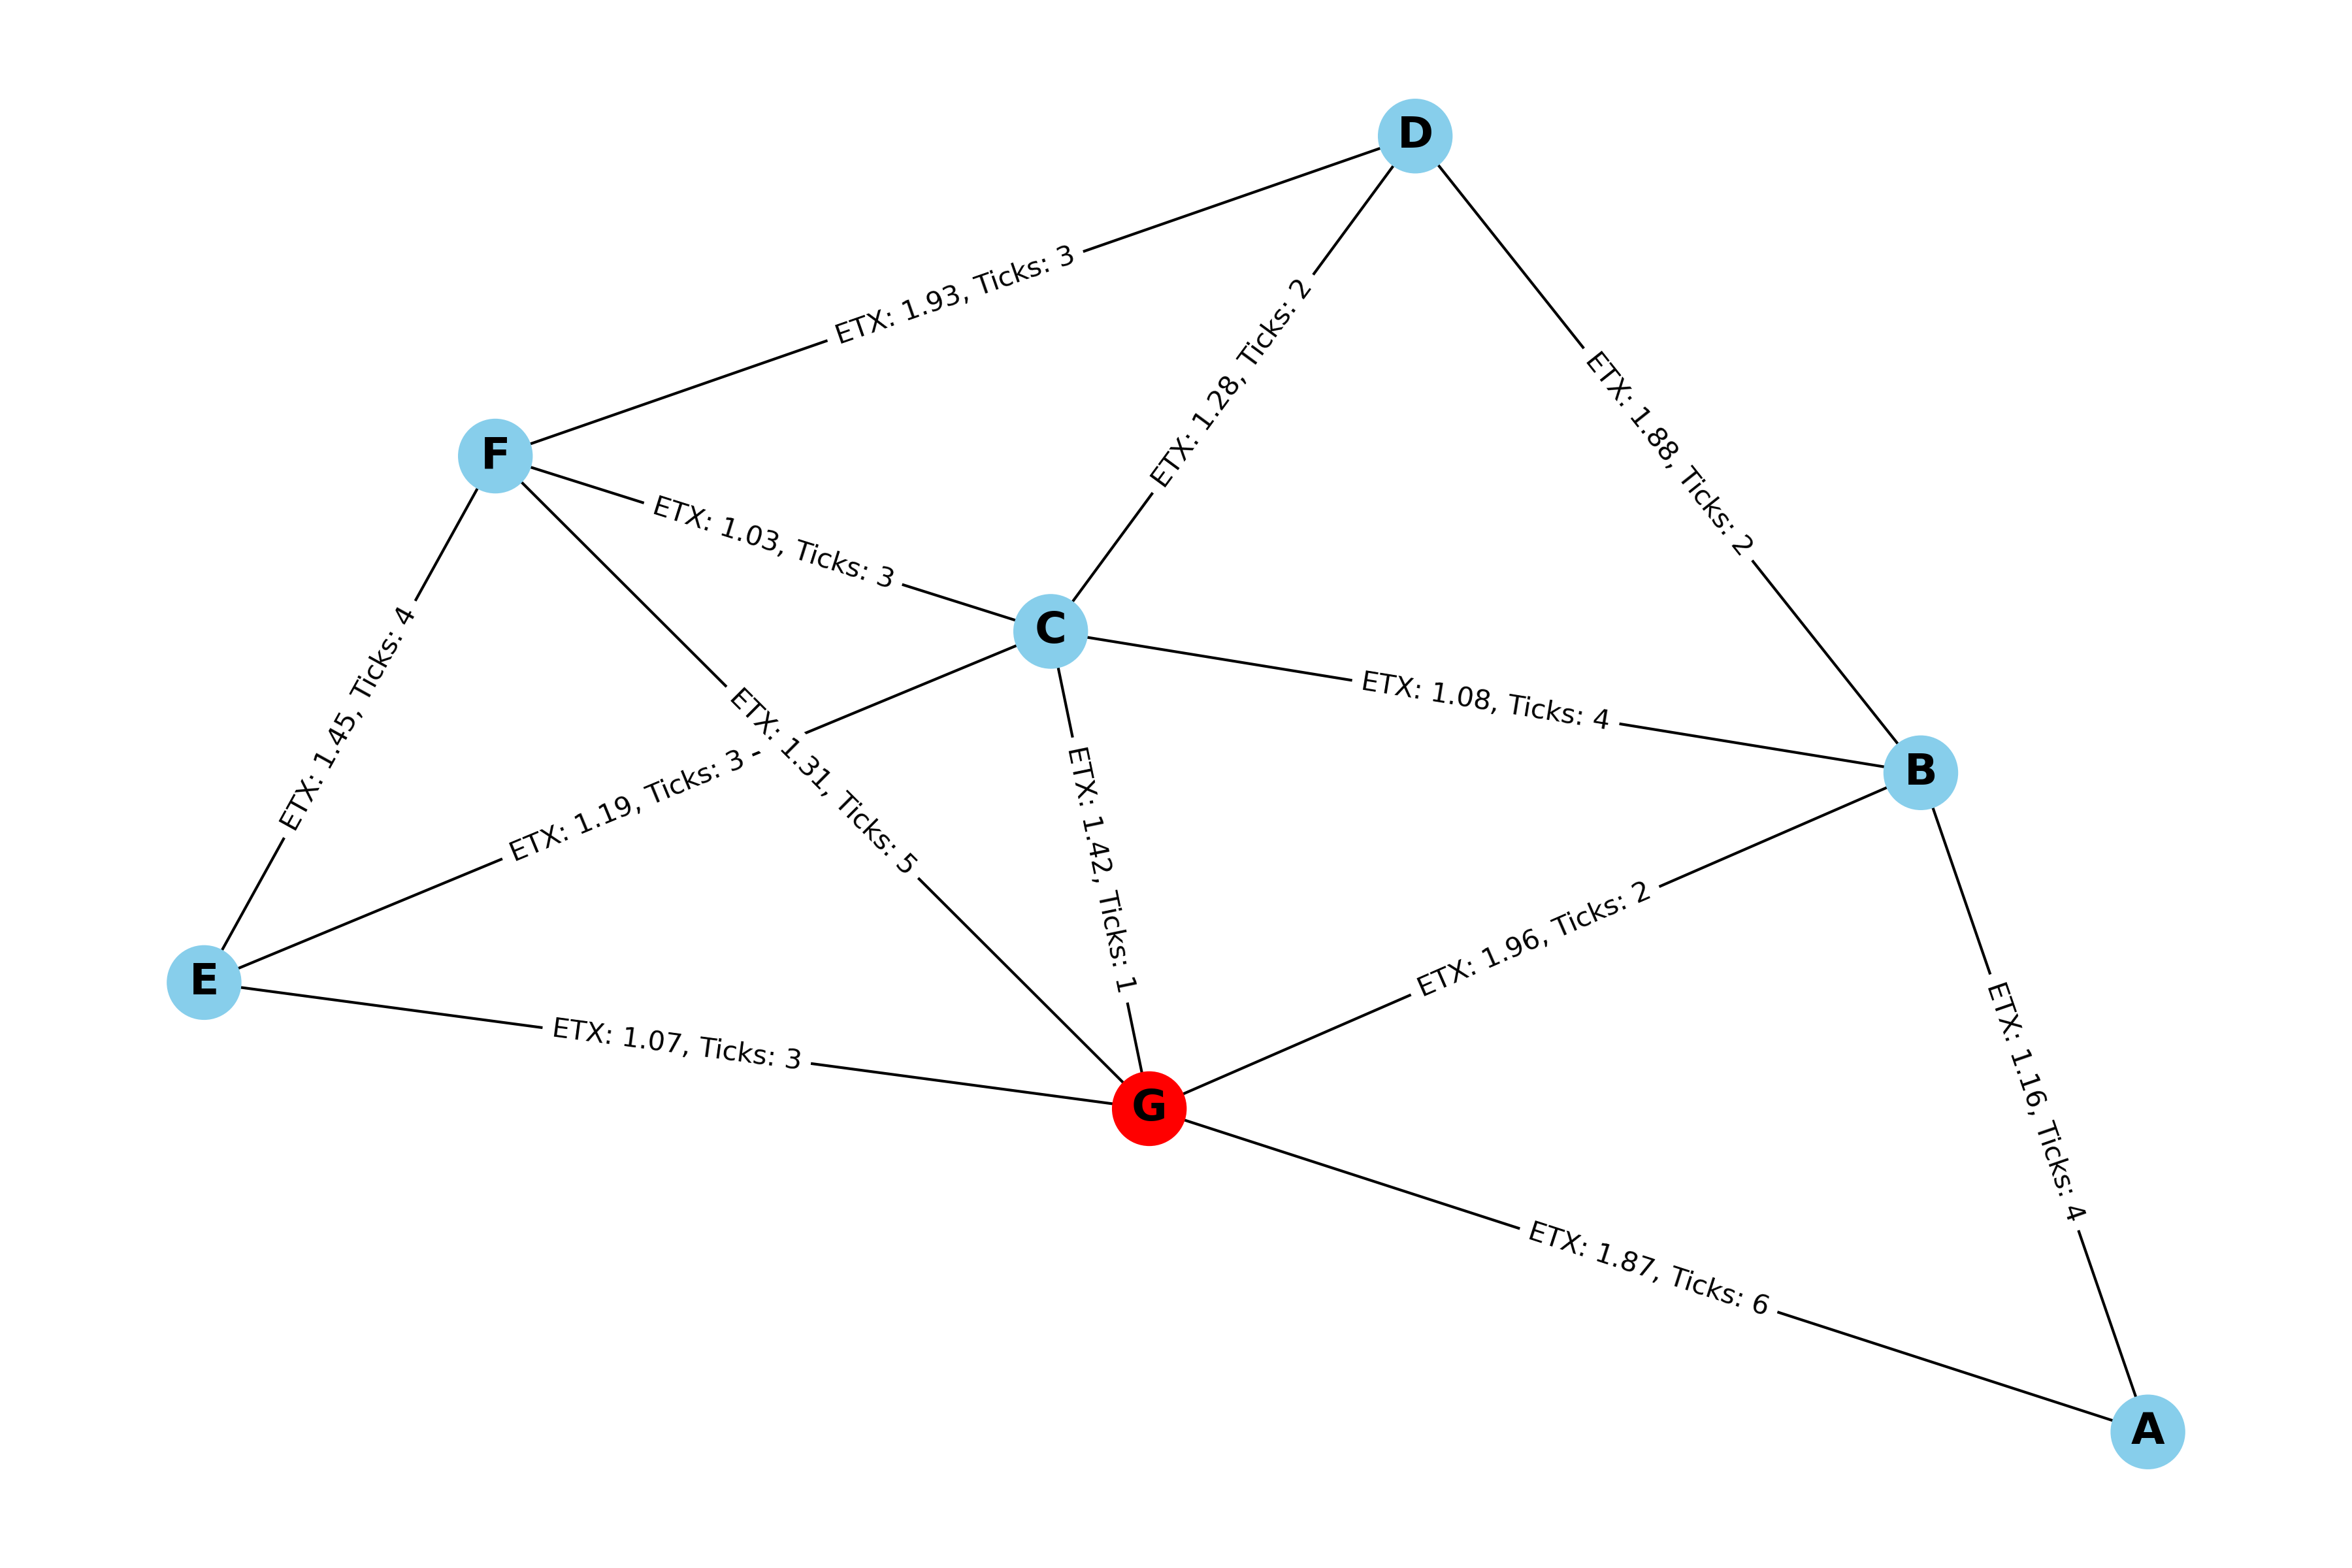 D
ETX: 1.93, Ticks: 3
ETX: 1.28, Ticks: 2
ETX: 1.88, Ticks: 2
F
ETX: 1.03, Ticks: 3
C
ETX: 1.45, Ticks: 4
ETX: 1.31, Ticks: 5
ETX: 1.08, Ticks: 4
B
ETX: 1.19, Ticks: 3
ETX: 1.42, Ticks: 1
ETX: 1.96, Ticks: 2
E
ETX: 1.07, Ticks: 3
G
ETX: 1.16, Ticks: 4
ETX: 1.87, Ticks: 6
A